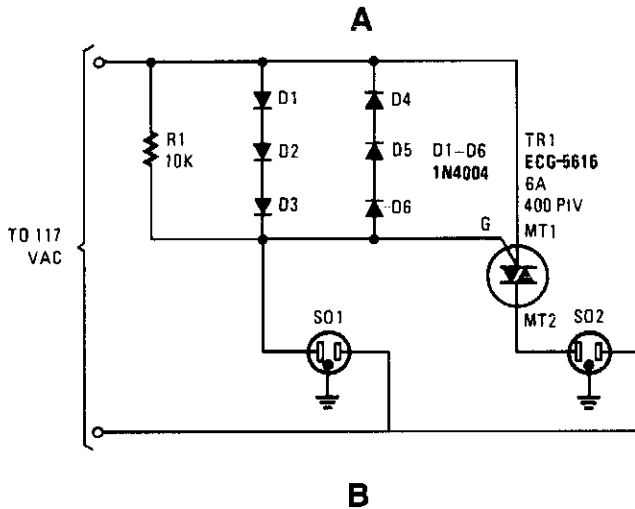 A
D1
D4
R1
10K
D2
D5
D1–D6
1N4004
TR1
ECG-5616
6A
400 PIV
D3
D6
G
MT1
TO 117
VAC
SO1
MT2
SO2
B